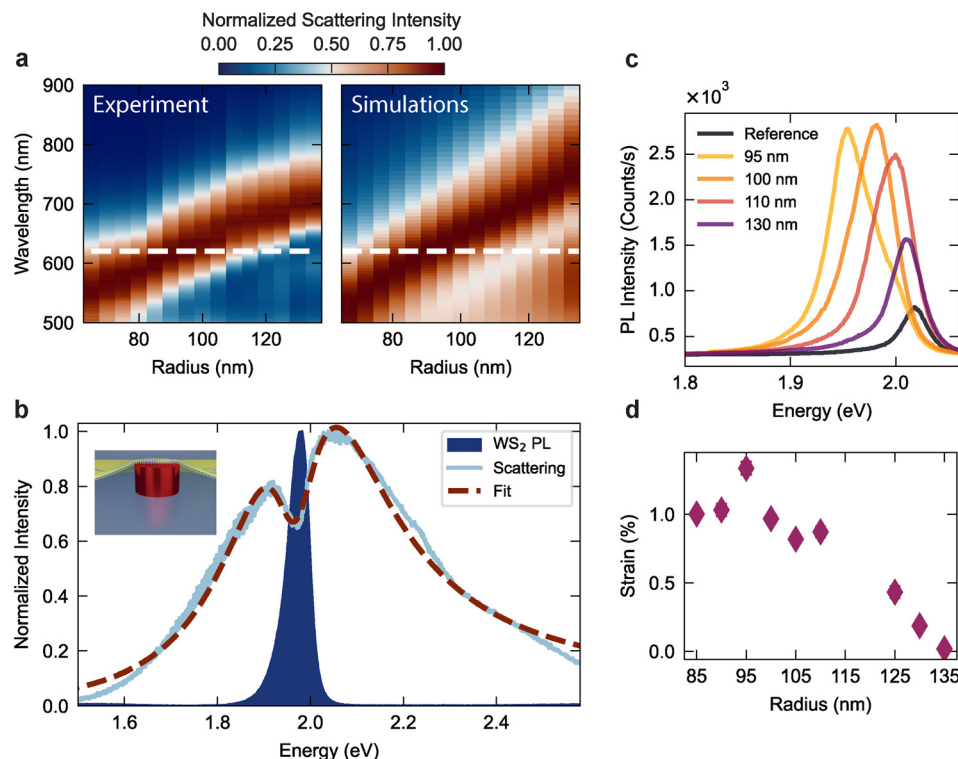 Normalized Scattering Intensity
0.00 0.25 0.50 0.75 1.00
a
Experiment
Simulations
900
800
700
600
500
Wavelength (nm)
80 100 120
Radius (nm)
80 100 120
Radius (nm)
b
1.0
0.8
0.6
0.4
0.2
0.0
Normalized Intensity
WS₂ PL
Scattering
Fit
1.6 1.8 2.0 2.2 2.4
Energy (eV)
c
×10³
Reference
95 nm
100 nm
110 nm
130 nm
2.5
2.0
1.5
1.0
0.5
PL Intensity (Counts/s)
1.8 1.9 2.0
Energy (eV)
d
1.0
0.5
0.0
Strain (%)
85 95 105 115 125 135
Radius (nm)